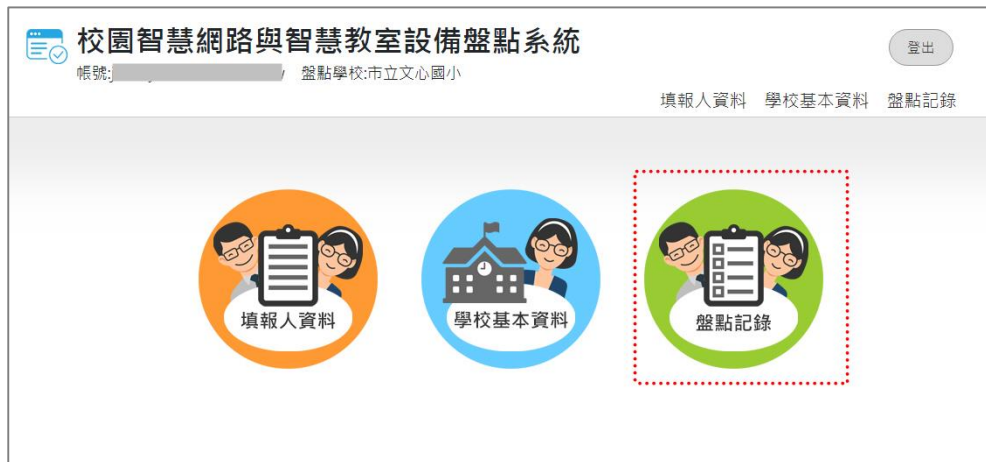 校園智慧網路與智慧教室設備盤點系統
登出
帳號: 盤點學校:市立文心國小
填報人資料 學校基本資料 盤點記錄
填報人資料 學校基本資料 盤點記錄